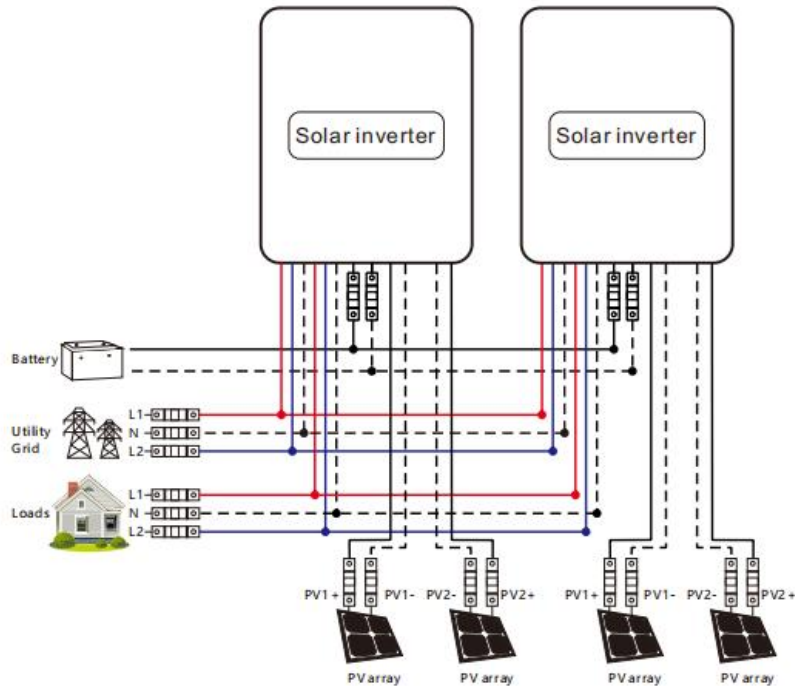 Solar inverter
Solar inverter
Battery
+
-
Utility
Grid
L1
N
L2
Loads
L1
N
L2
PV1+
PV1-
PV2-
PV2+
PV1+
PV1-
PV2-
PV2+
PV array
PV array
PV array
PV array